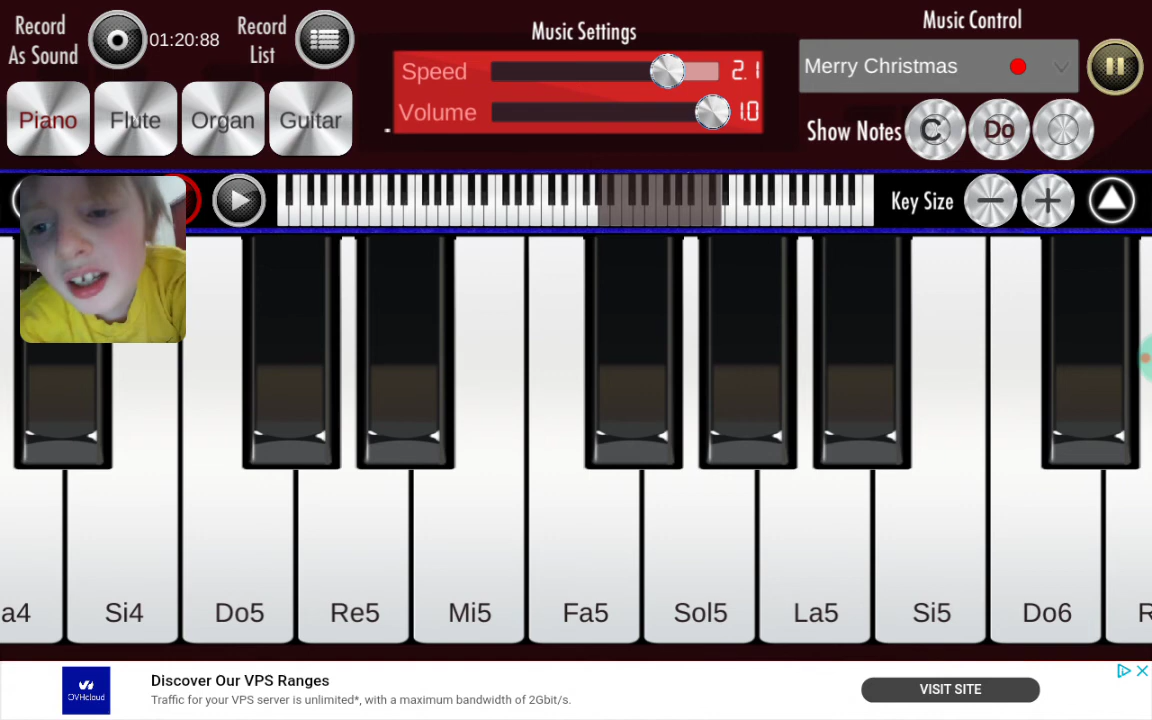 Record
As Sound
01:20:88
Record
List
Music Settings
Speed 2.1
Volume 1.0
Music Control
Merry Christmas
Show Notes C Do
Piano Flute Organ Guitar
Key Size
a4 Si4 Do5 Re5 Mi5 Fa5 Sol5 La5 Si5 Do6 R
OVHcloud
Discover Our VPS Ranges
Traffic for your VPS server is unlimited*, with a maximum bandwidth of 2Gbit/s.
VISIT SITE